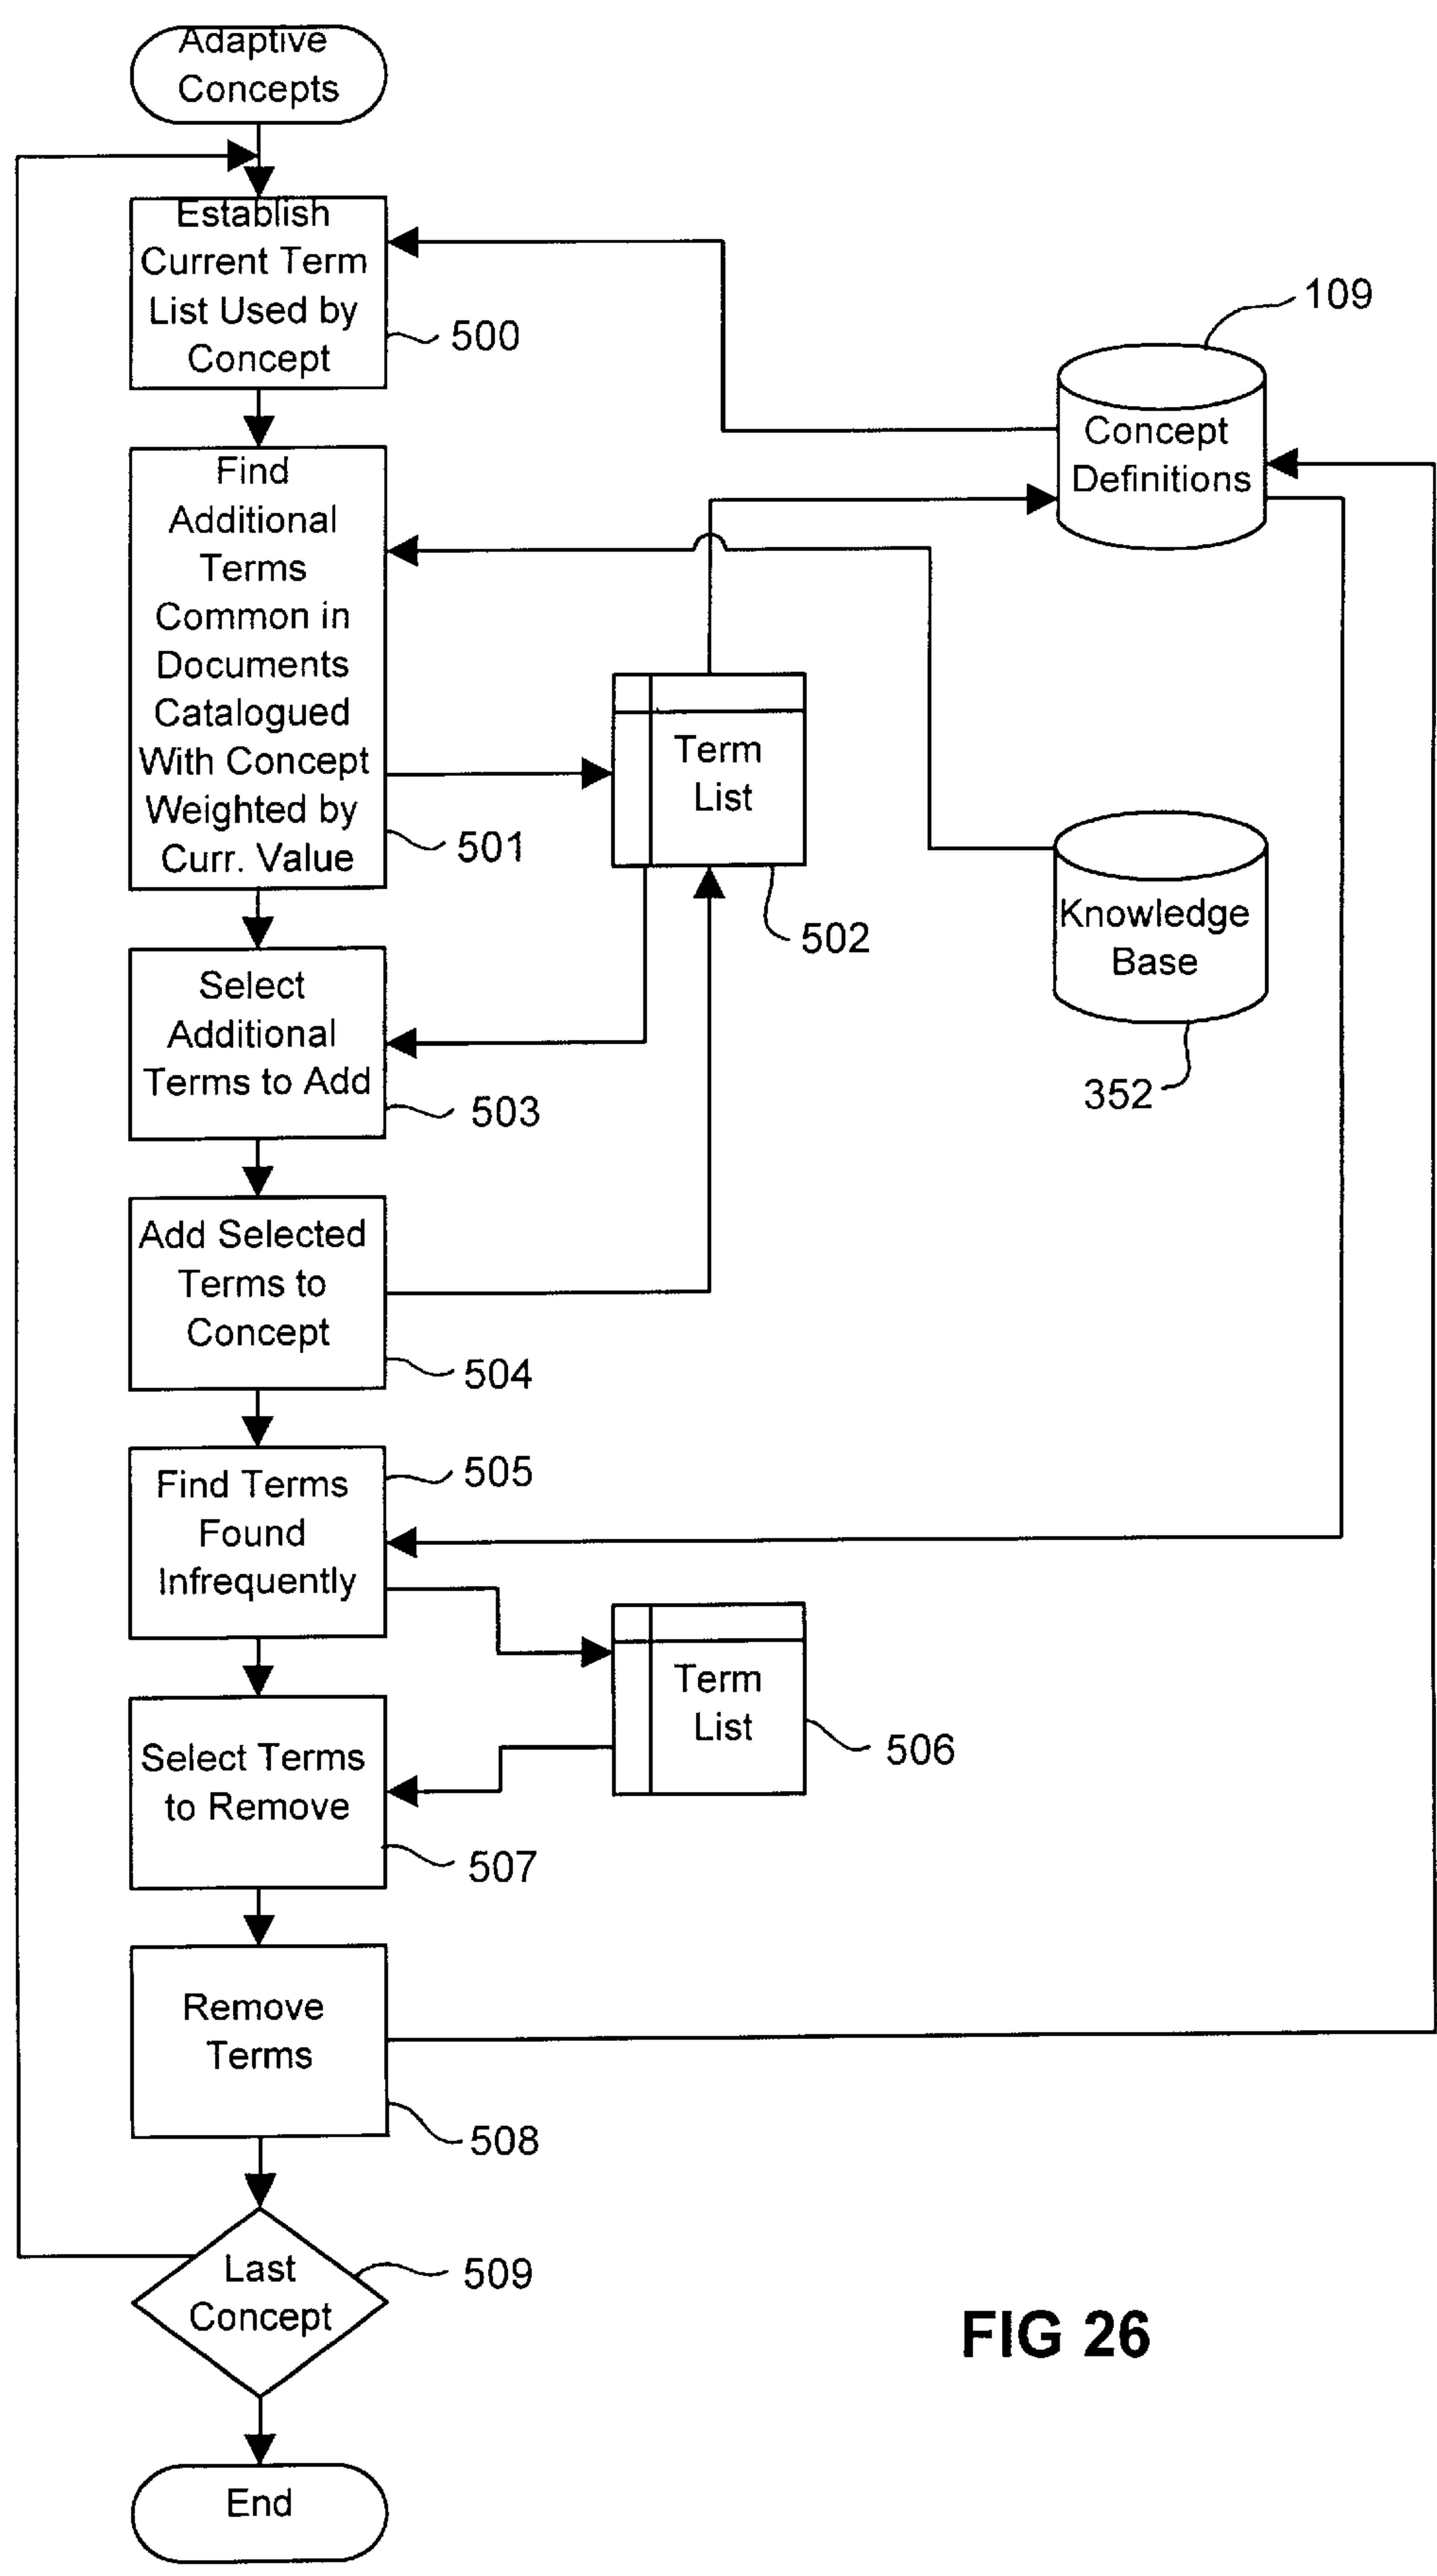 Adaptive
Concepts
Establish
Current Term
List Used by
Concept
500
109
Concept
Definitions
Find
Additional
Terms
Common in
Documents
Catalogued
With Concept
Weighted by
Curr. Value
501
Term
List
502
Knowledge
Base
352
Select
Additional
Terms to Add
503
Add Selected
Terms to
Concept
504
Find Terms
Found
Infrequently
505
Term
List
506
Select Terms
to Remove
507
Remove
Terms
508
Last
Concept
509
FIG 26
End